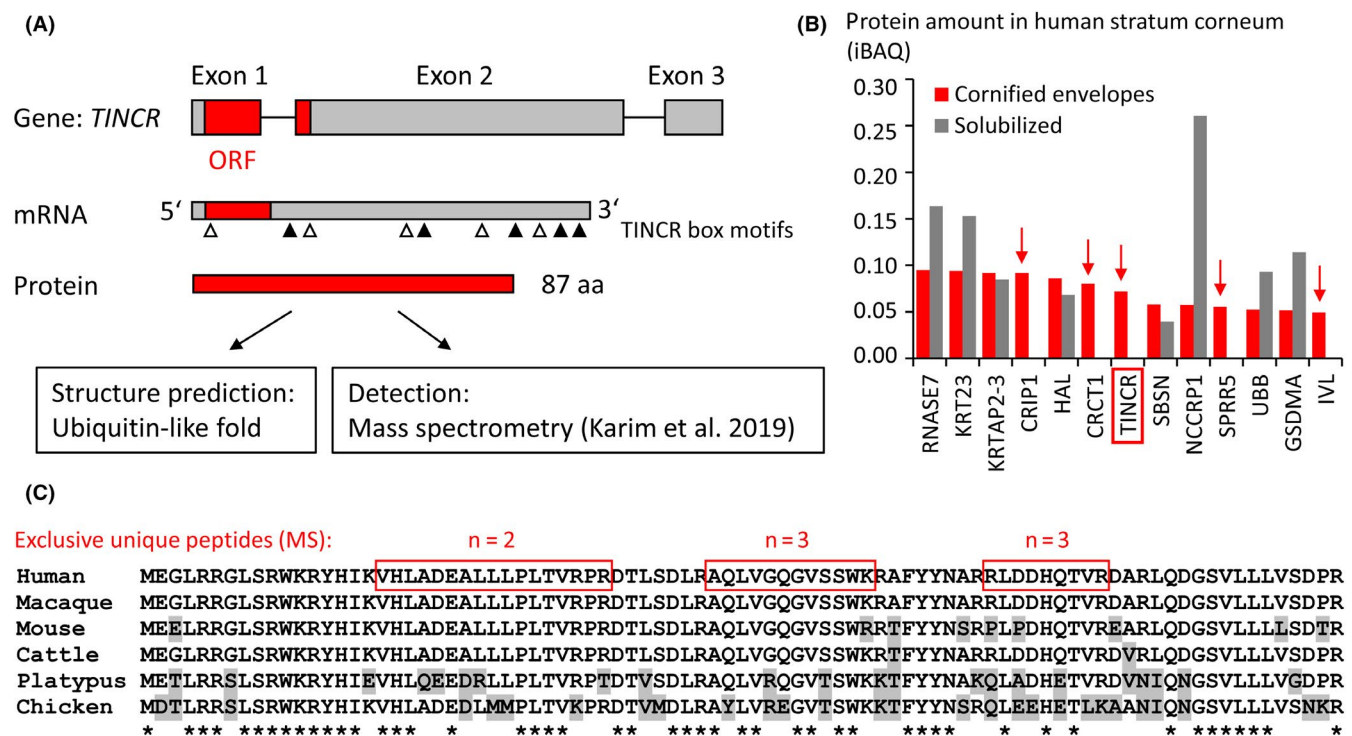 (A)
Exon 1 Exon 2 Exon 3
Gene: TINCR
ORF
mRNA 5‘ 3‘
TINCR box motifs
Protein 87 aa
Structure prediction:
Ubiquitin-like fold
Detection:
Mass spectrometry (Karim et al. 2019)
(B) Protein amount in human stratum corneum
(iBAQ)
0.30
0.25
0.20
0.15
0.10
0.05
0.00
Cornified envelopes
Solubilized
RNASE7
KRT23
KRTAP2-3
CRIP1
HAL
CRCT1
TINCR
SBSN
NCCRP1
SPRR5
UBB
GSDMA
IVL
(C)
Exclusive unique peptides (MS): n = 2 n = 3 n = 3
Human MEGLRRGLSRWKRYHIKVHLADEALLLPLTVRPRDTLSDLRAQLVGQGVSSWKRAFYYNARRLDDHQTVRDARLQDGSVLLLVSDPR
Macaque MEGLRRGLSRWKRYHIKVHLADEALLLPLTVRPRDTLSDLRAQLVGQGVSSWKRAFYYNARRLDDHQTVRDARLQDGSVLLLVSDPR
Mouse MEELRRGLSRWKRYHIKVHLADEALLLPLTVRPRDTLSDLRAQLVGQGVSSWRRTFYYNSRPLPDHQTVREARLQDGSVLLLLSDTR
Cattle MEGLRRGLSRWKRYHIKVHLADEALLLPLTVRPRDTLSDLRAQLVGQGVSSWKRTFYYNARRLDDHQTVRDVRLQDGSVLLLVSDPR
Platypus METLRRSLSRWKRYHIEVHLQEEDRLLPLTVRPTDTVSDLRAQLVRQGVTSWKKTFYYNAKQLADHETVRDVNIQNGSVLLLVGDPR
Chicken MDTLRRSLSRWKRYHIKVHLADEDLMMPLTVKPRDTVMDLRAYLVREGVTSWKKTFYYNSRQLEEHETLKAANIQNGSVLLLVSNKR
* *** ********* *** * **** * ** **** ** ** ** **** * * * * ****** *